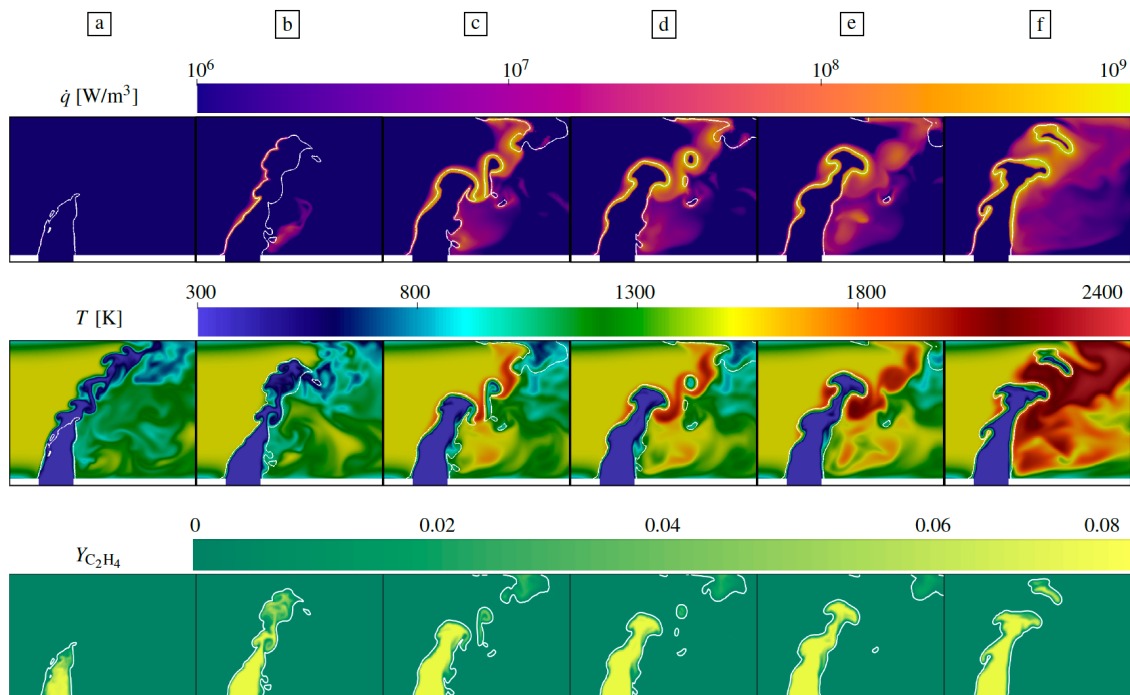 a b c d e f
10⁶ 10⁷ 10⁸ 10⁹
q̇ [W/m³]
300 800 1300 1800 2400
T [K]
0 0.02 0.04 0.06 0.08
Y_C₂H₄